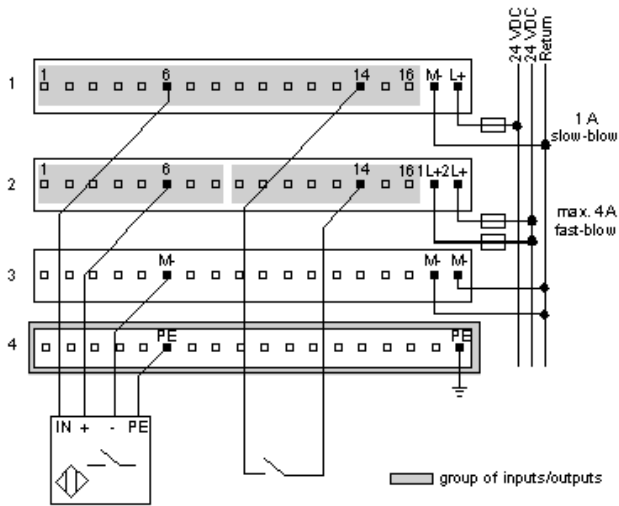 24 VDC
24 VDC
Return
1
1 6 14 16 M- L+
1 A
slow-blow
2
1 6 14 16 1L+ 2L+
max. 4A
fast-blow
3
M- M- M-
4
PE PE
IN + - PE
group of inputs/outputs